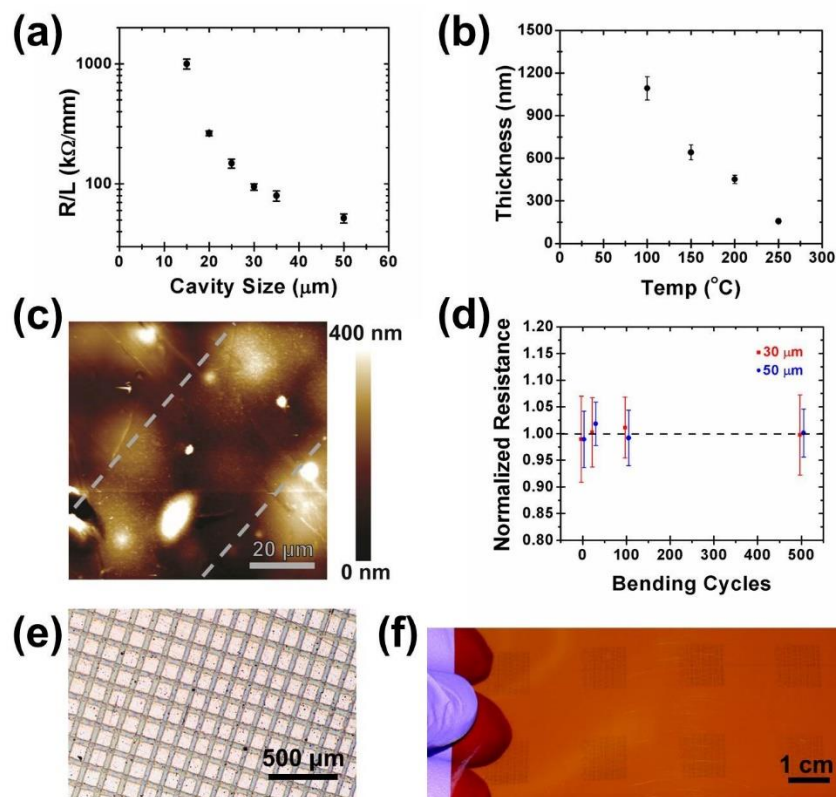 (a)
1000
100
R/L (kΩ/mm)
0 10 20 30 40 50 60
Cavity Size (μm)
(b)
1500
1200
900
600
300
0
Thickness (nm)
0 50 100 150 200 250 300
Temp (°C)
(c)
400 nm
0 nm
20 μm
(d)
1.20
1.15
1.10
1.05
1.00
0.95
0.90
0.85
0.80
Normalized Resistance
30 μm
50 μm
0 100 200 300 400 500
Bending Cycles
(e)
500 μm
(f)
1 cm